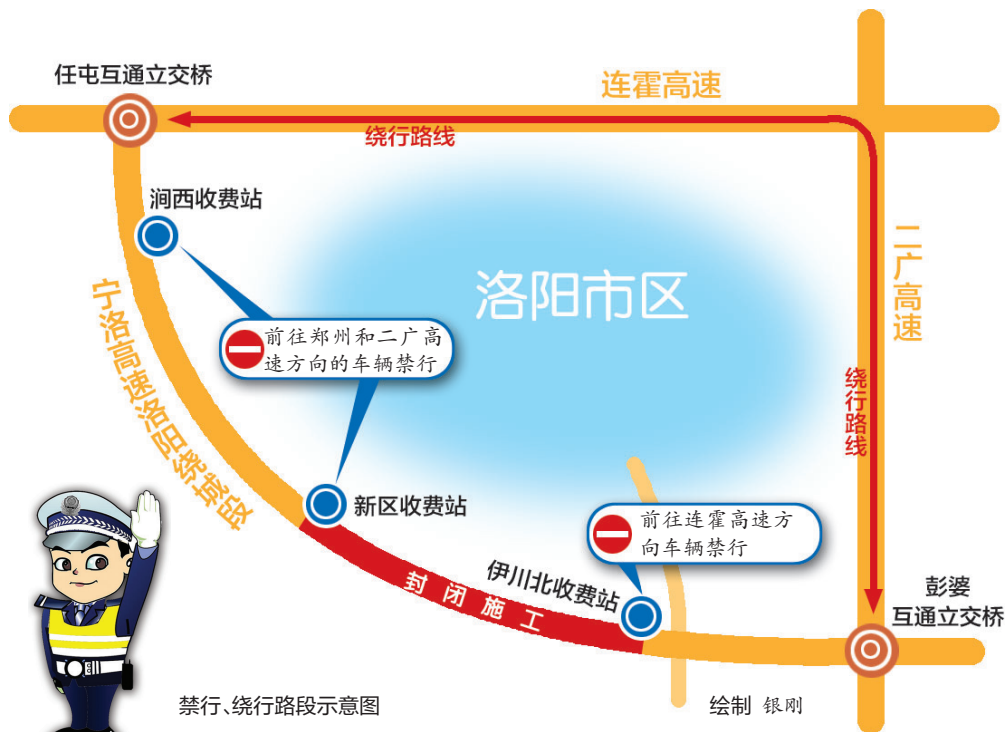 任屯互通立交桥
连霍高速
绕行路线
涧西收费站
二广高速
洛阳市区
宁洛高速洛阳绕城段
前往郑州和二广高
速方向的车辆禁行
绕行路线
新区收费站
前往连霍高速方
向车辆禁行
伊川北收费站
封闭施工
彭婆
互通立交桥
禁行、绕行路段示意图
绘制 银刚